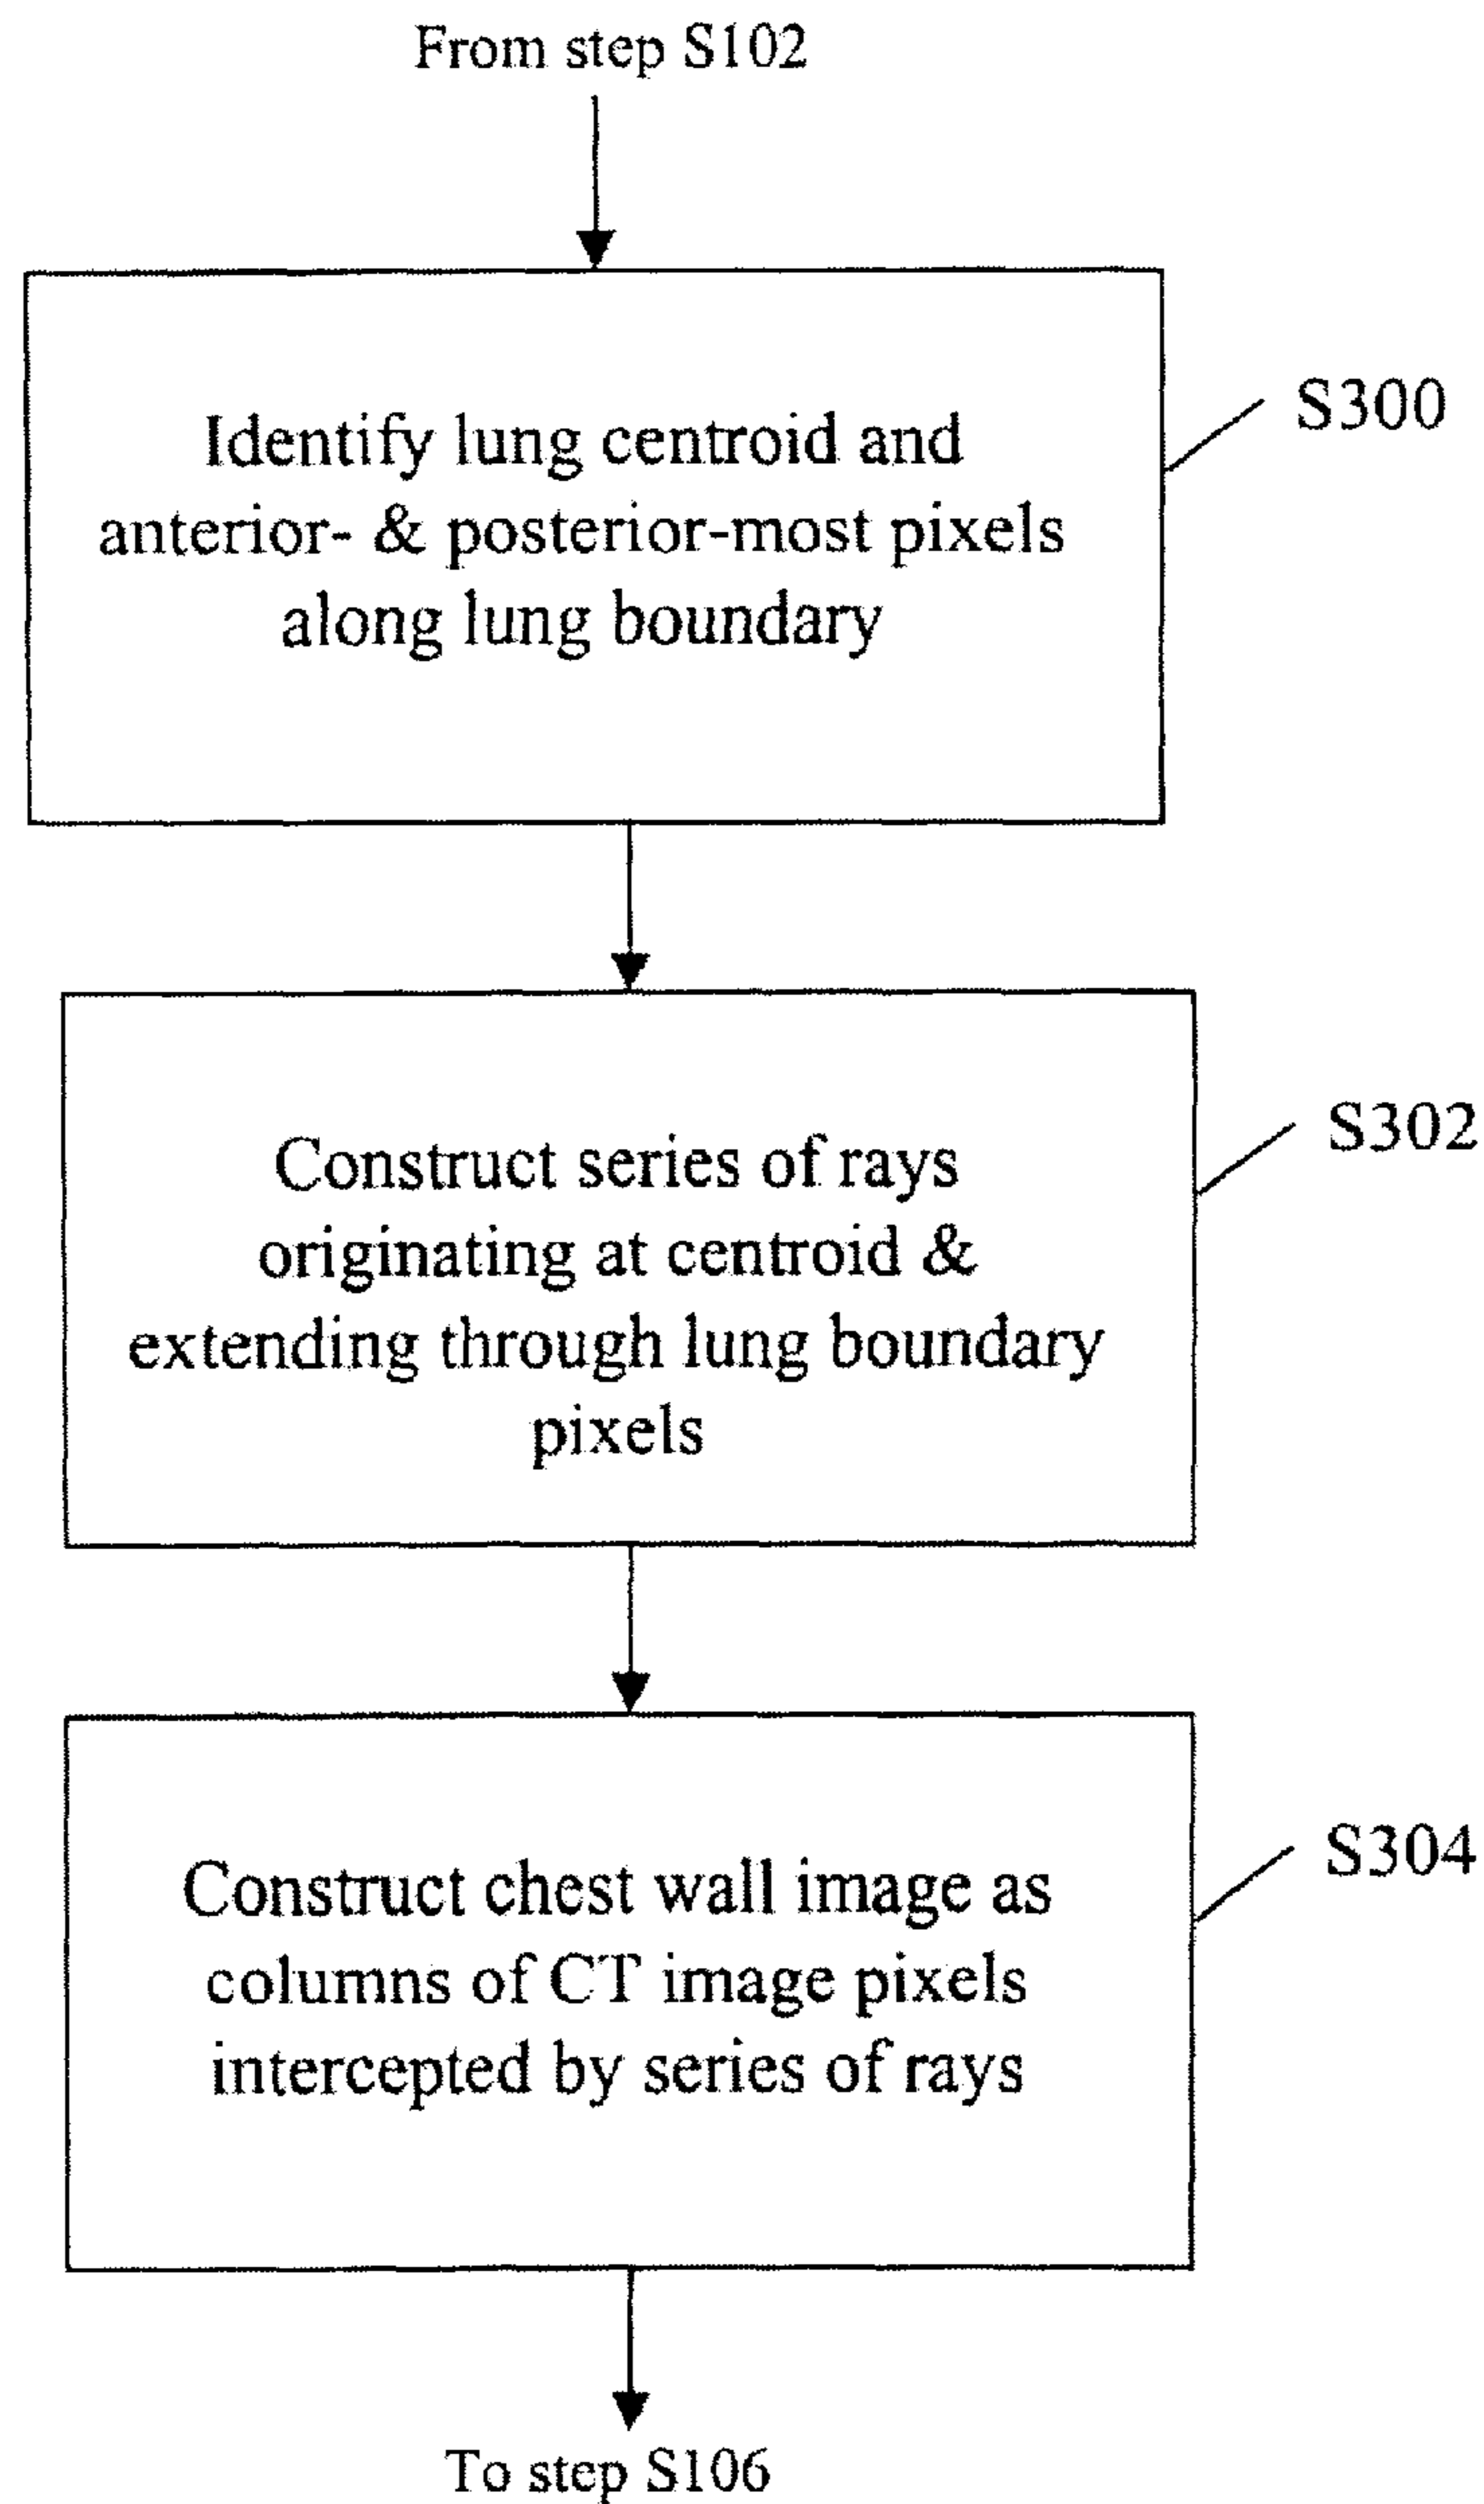 From step S102
Identify lung centroid and
anterior- & posterior-most pixels
along lung boundary
S300
Construct series of rays
originating at centroid &
extending through lung boundary
pixels
S302
Construct chest wall image as
columns of CT image pixels
intercepted by series of rays
S304
To step S106